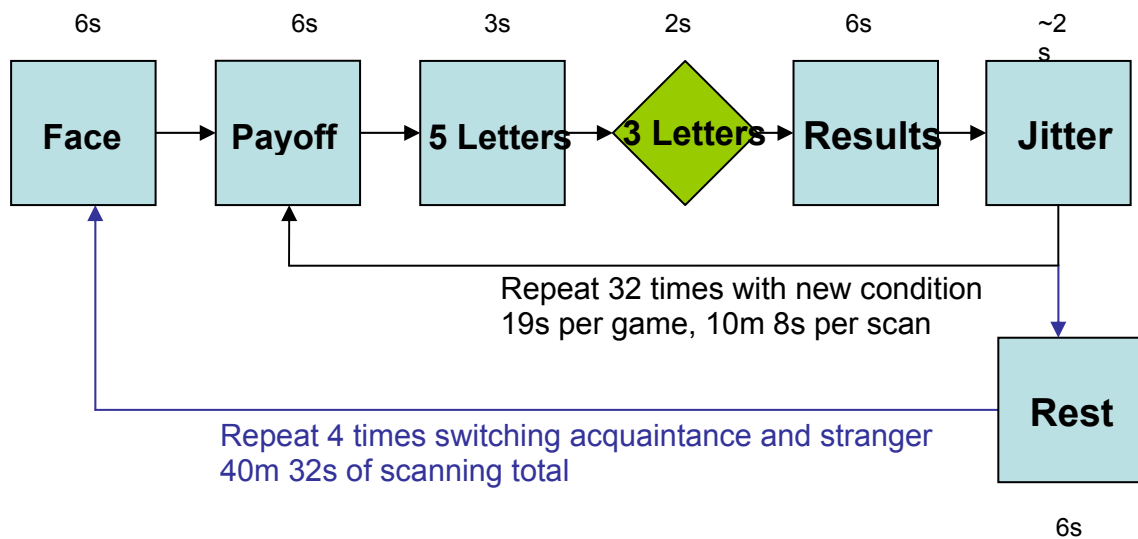 6s
6s
3s
2s
6s
~2
s
Face
Payoff
5 Letters
3 Letters
Results
Jitter
Repeat 32 times with new condition
19s per game, 10m 8s per scan
Rest
Repeat 4 times switching acquaintance and stranger
40m 32s of scanning total
6s